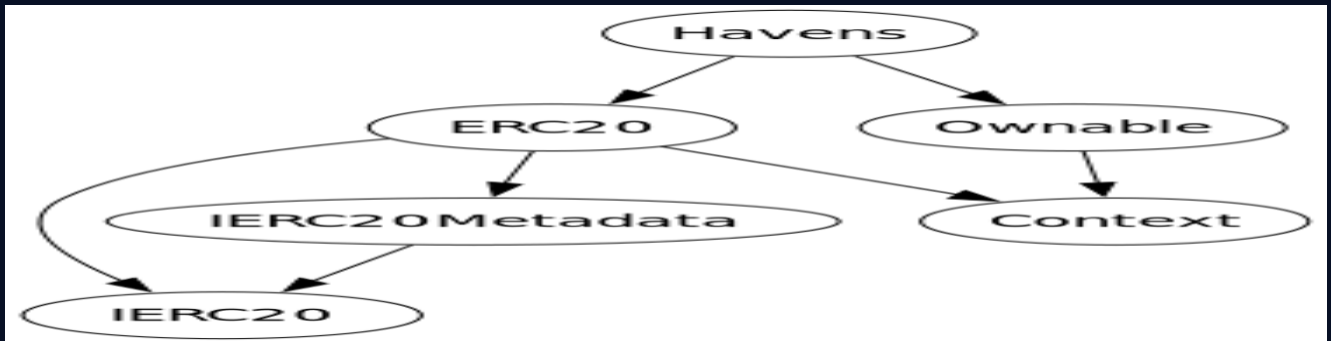 Havens
ERC20
Ownable
IERC20Metadata
Context
IERC20